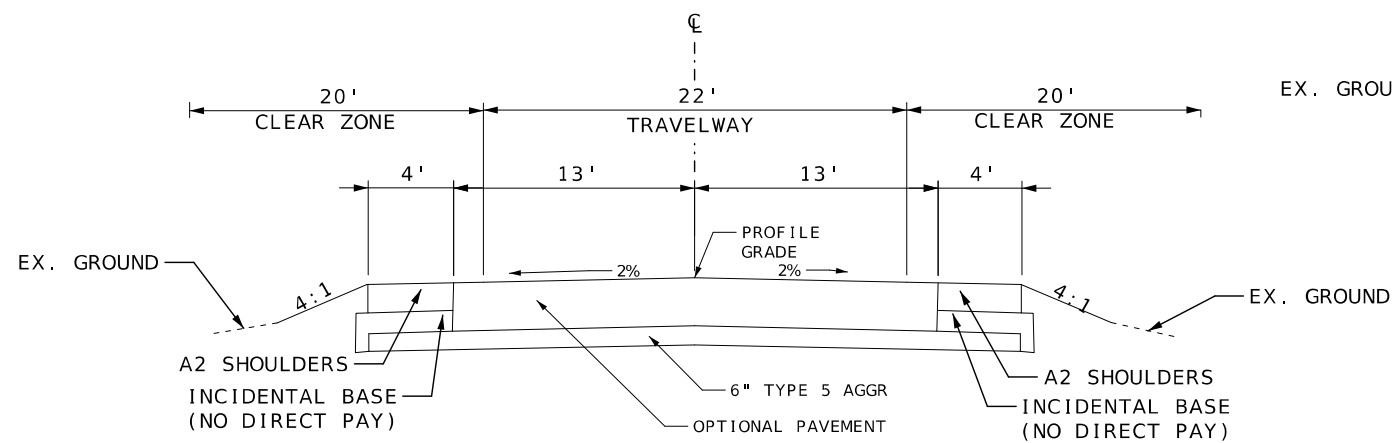 ℄
20'
22'
20'
EX. GROU
CLEAR ZONE
TRAVELWAY
CLEAR ZONE
4'
13'
13'
4'
PROFILE
GRADE
EX. GROUND
4:1
2%
2%
4:1
EX. GROUND
A2 SHOULDERS
INCIDENTAL BASE
(NO DIRECT PAY)
6" TYPE 5 AGGR
OPTIONAL PAVEMENT
A2 SHOULDERS
INCIDENTAL BASE
(NO DIRECT PAY)